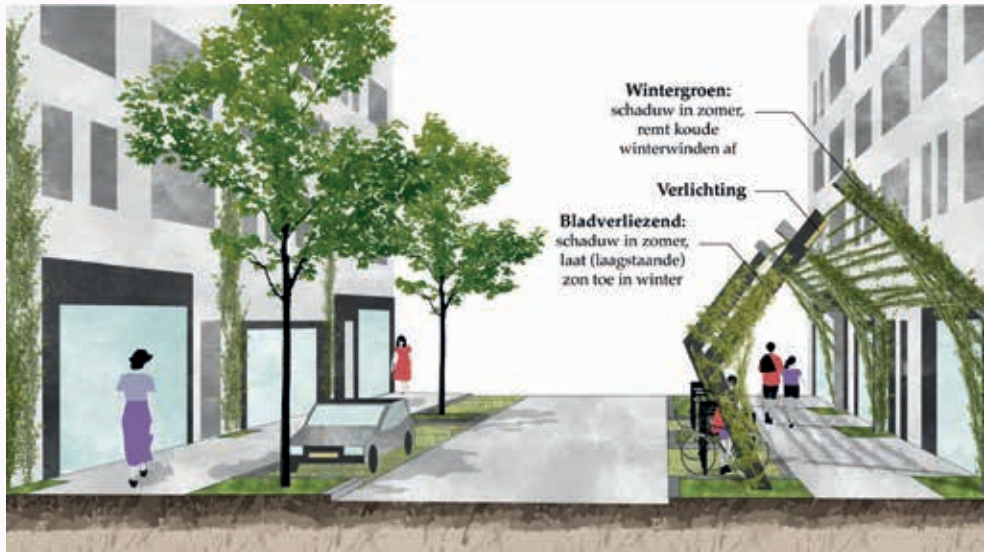 Wintergroen:
schaduw in zomer,
remt koude
winterwinden af
Verlichting
Bladverliezend:
schaduw in zomer,
laat (laagstaande)
zon toe in winter